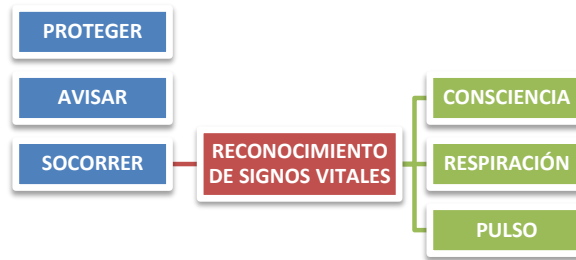 PROTEGER
AVISAR
SOCORRER
RECONOCIMIENTO
DE SIGNOS VITALES
CONSCIENCIA
RESPIRACIÓN
PULSO